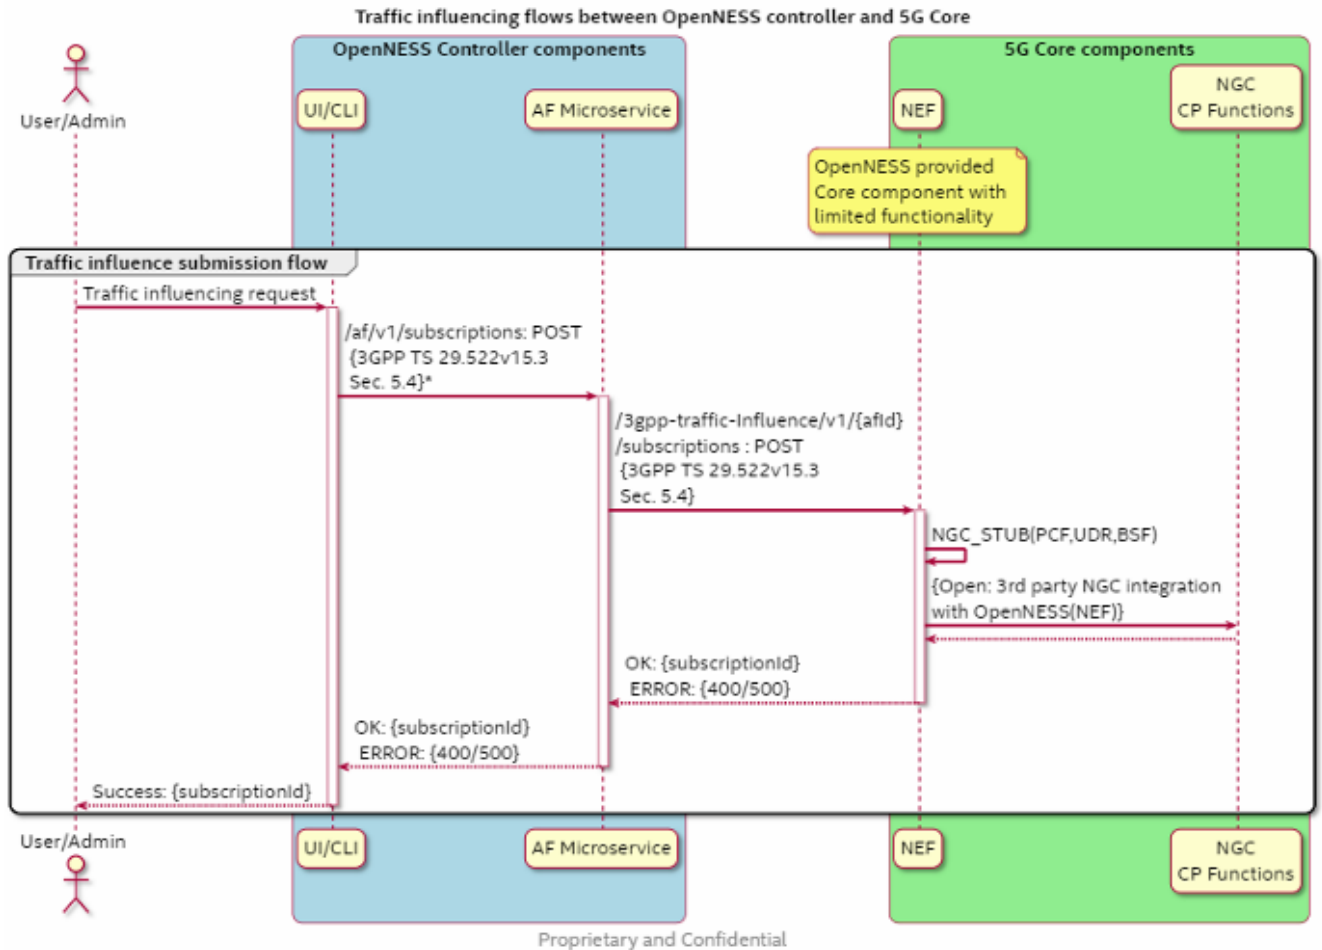 Traffic influencing flows between OpenNESS controller and 5G Core
OpenNESS Controller components
5G Core components
User/Admin
UI/CLI
AF Microservice
NEF
NGC
CP Functions
OpenNESS provided
Core component with
limited functionality
Traffic influence submission flow
Traffic influencing request
/af/v1/subscriptions: POST
{3GPP TS 29.522v15.3
Sec. 5.4}*
/3gpp-traffic-Influence/v1/{afId}
/subscriptions : POST
{3GPP TS 29.522v15.3
Sec. 5.4}
NGC_STUB(PCF,UDR,BSF)
{Open: 3rd party NGC integration
with OpenNESS(NEF)}
OK: {subscriptionId}
ERROR: {400/500}
OK: {subscriptionId}
ERROR: {400/500}
Success: {subscriptionId}
User/Admin
UI/CLI
AF Microservice
NEF
NGC
CP Functions
Proprietary and Confidential